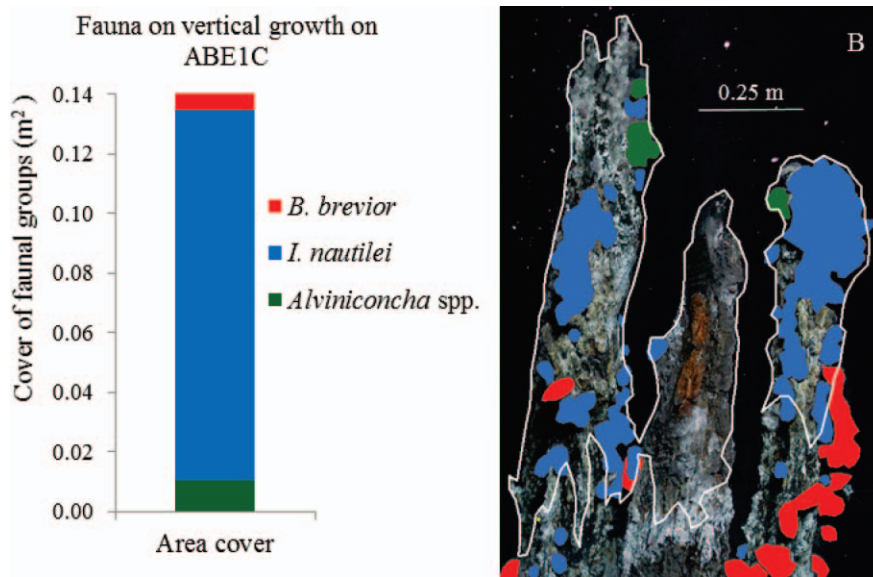 Fauna on vertical growth on
ABE1C
Cover of faunal groups (m²)
0.14
0.12
0.10
0.08
0.06
0.04
0.02
0.00
Area cover
B. brevior
I. nautilei
Alviniconcha spp.
B
0.25 m